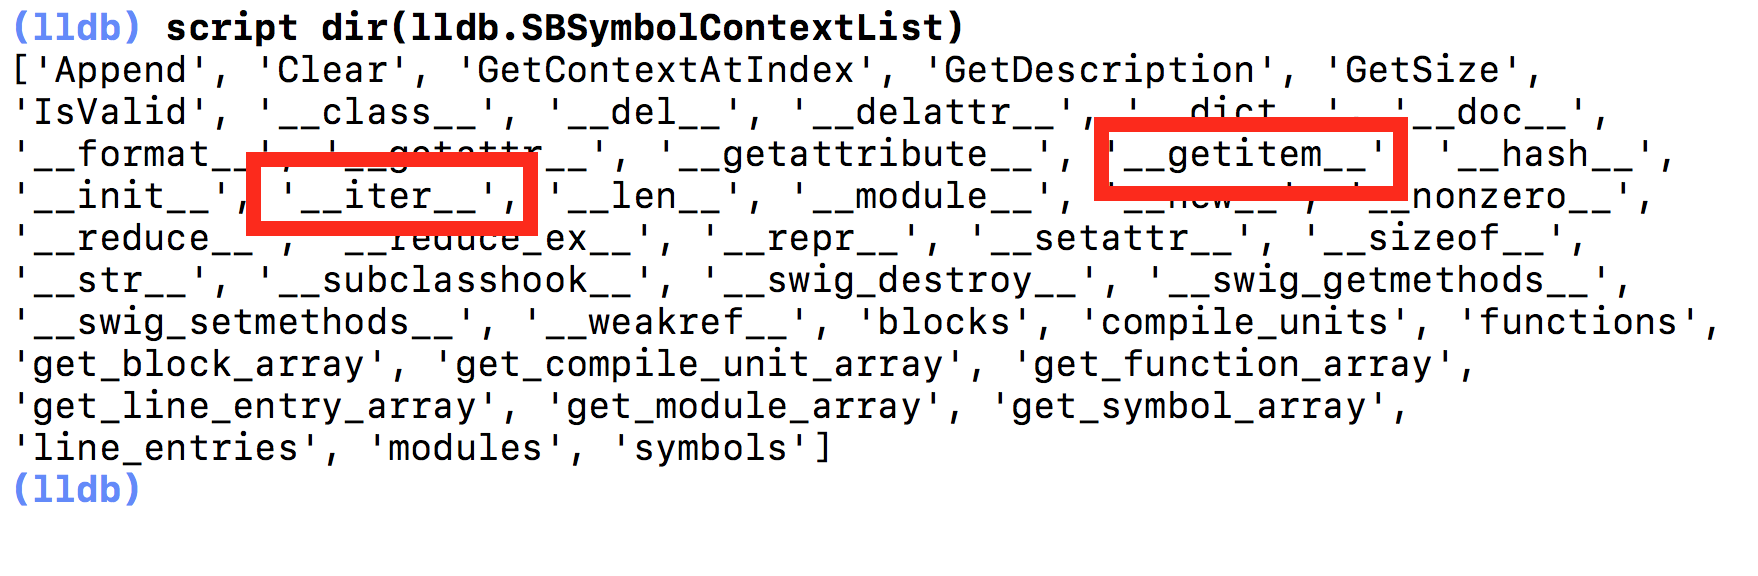 (lldb) script dir(lldb.SBSymbolContextList)
['Append', 'Clear', 'GetContextAtIndex', 'GetDescription', 'GetSize',
'IsValid', '__class__', '__del__', '__delattr__', '__dict__', '__doc__',
'__format__', '__getattr__', '__getattribute__', '__getitem__' '__hash__',
'__init__', '__iter__', '__len__', '__module__', '__new__', '__nonzero__',
'__reduce__', '__reduce_ex__', '__repr__', '__setattr__', '__sizeof__',
'__str__', '__subclasshook__', '__swig_destroy__', '__swig_getmethods__',
'__swig_setmethods__', '__weakref__', 'blocks', 'compile_units', 'functions',
'get_block_array', 'get_compile_unit_array', 'get_function_array',
'get_line_entry_array', 'get_module_array', 'get_symbol_array',
'line_entries', 'modules', 'symbols']
(lldb)